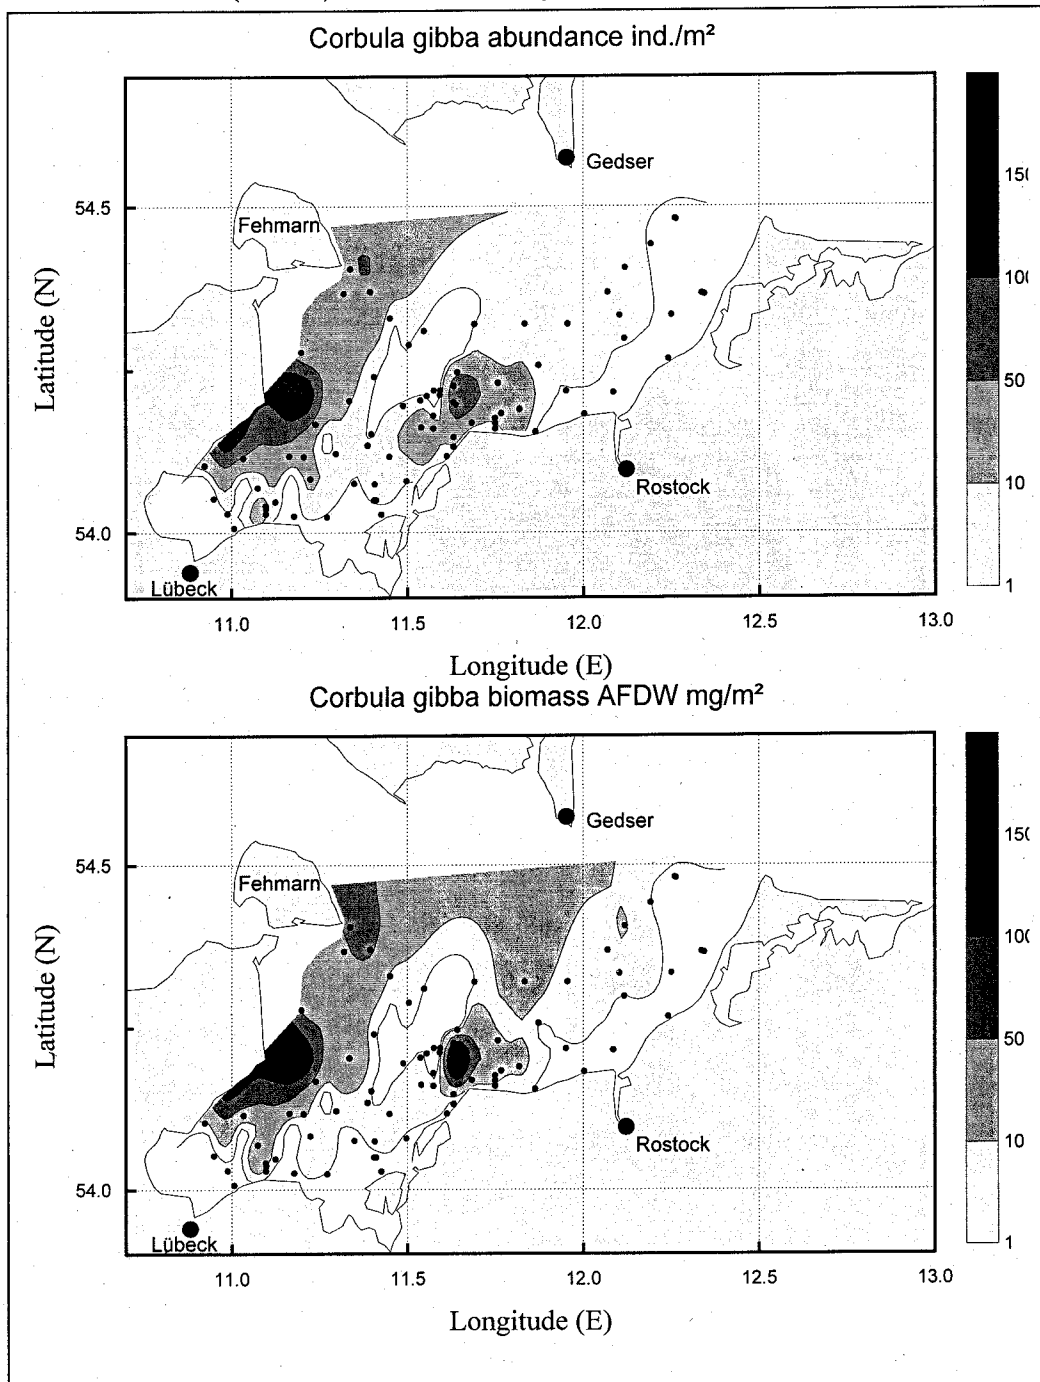 Corbula gibba abundance ind./m²
Gedser
Fehmarn
Rostock
Lübeck
54.5
54.0
Latitude (N)
11.0 11.5 12.0 12.5 13.0
Longitude (E)
150
100
50
10
1
Corbula gibba biomass AFDW mg/m²
Gedser
Fehmarn
Rostock
Lübeck
54.5
54.0
Latitude (N)
11.0 11.5 12.0 12.5 13.0
Longitude (E)
150
100
50
10
1